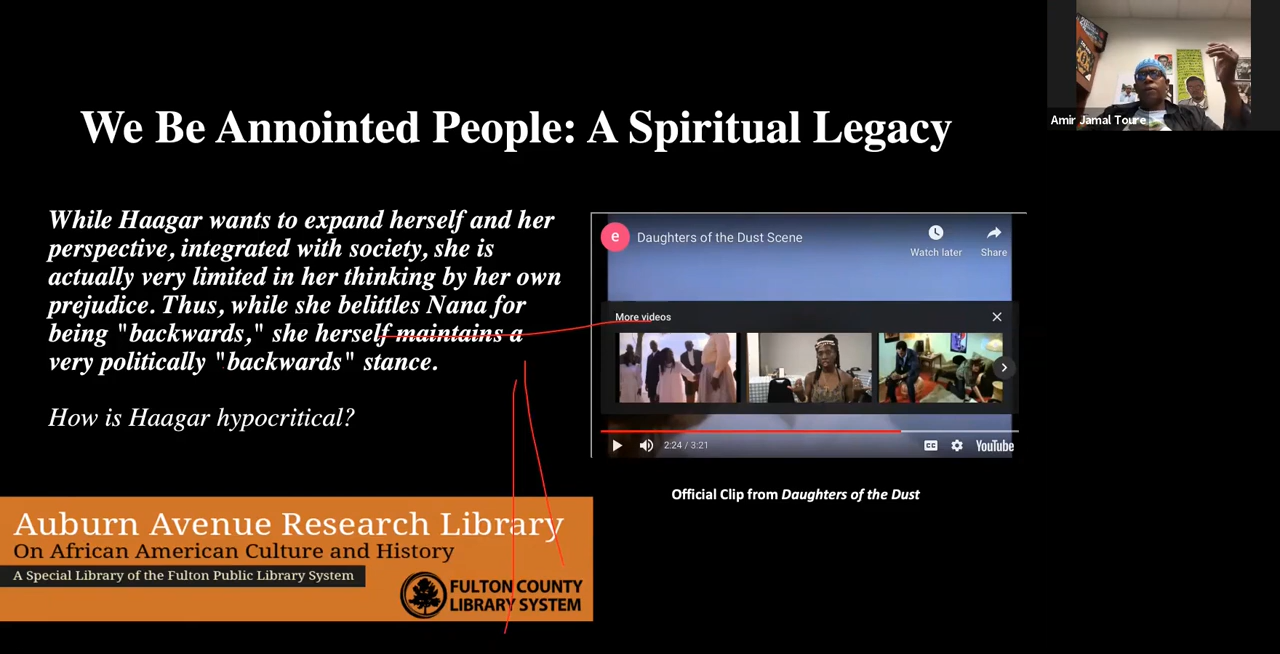 Amir Jamal Toure
We Be Annointed People: A Spiritual Legacy
While Haagar wants to expand herself and her
perspective, integrated with society, she is
actually very limited in her thinking by her own
prejudice. Thus, while she belittles Nana for
being "backwards," she herself maintains a
very politically "backwards" stance.
How is Haagar hypocritical?
e
Daughters of the Dust Scene
Watch later
Share
More videos
2:24 / 3:21
CC
YouTube
Official Clip from Daughters of the Dust
Auburn Avenue Research Library
On African American Culture and History
A Special Library of the Fulton Public Library System
FULTON COUNTY
LIBRARY SYSTEM